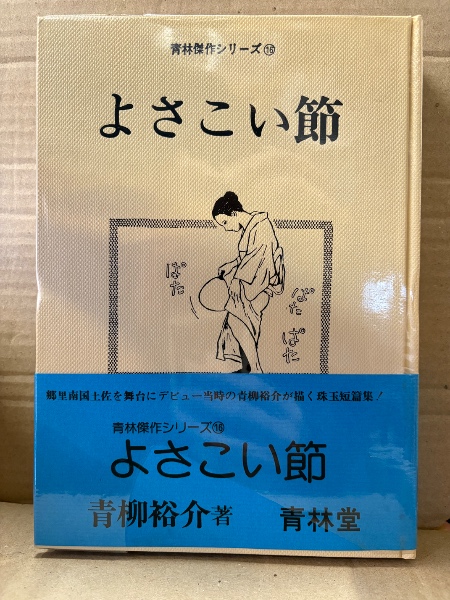 青林傑作シリーズ⑯
よさこい節
ぱた
ぱた
ぱた
郷里南国土佐を舞台にデビュー当時の青柳裕介が描く珠玉短篇集！
青林傑作シリーズ⑯
よさこい節
青柳裕介著 青林堂